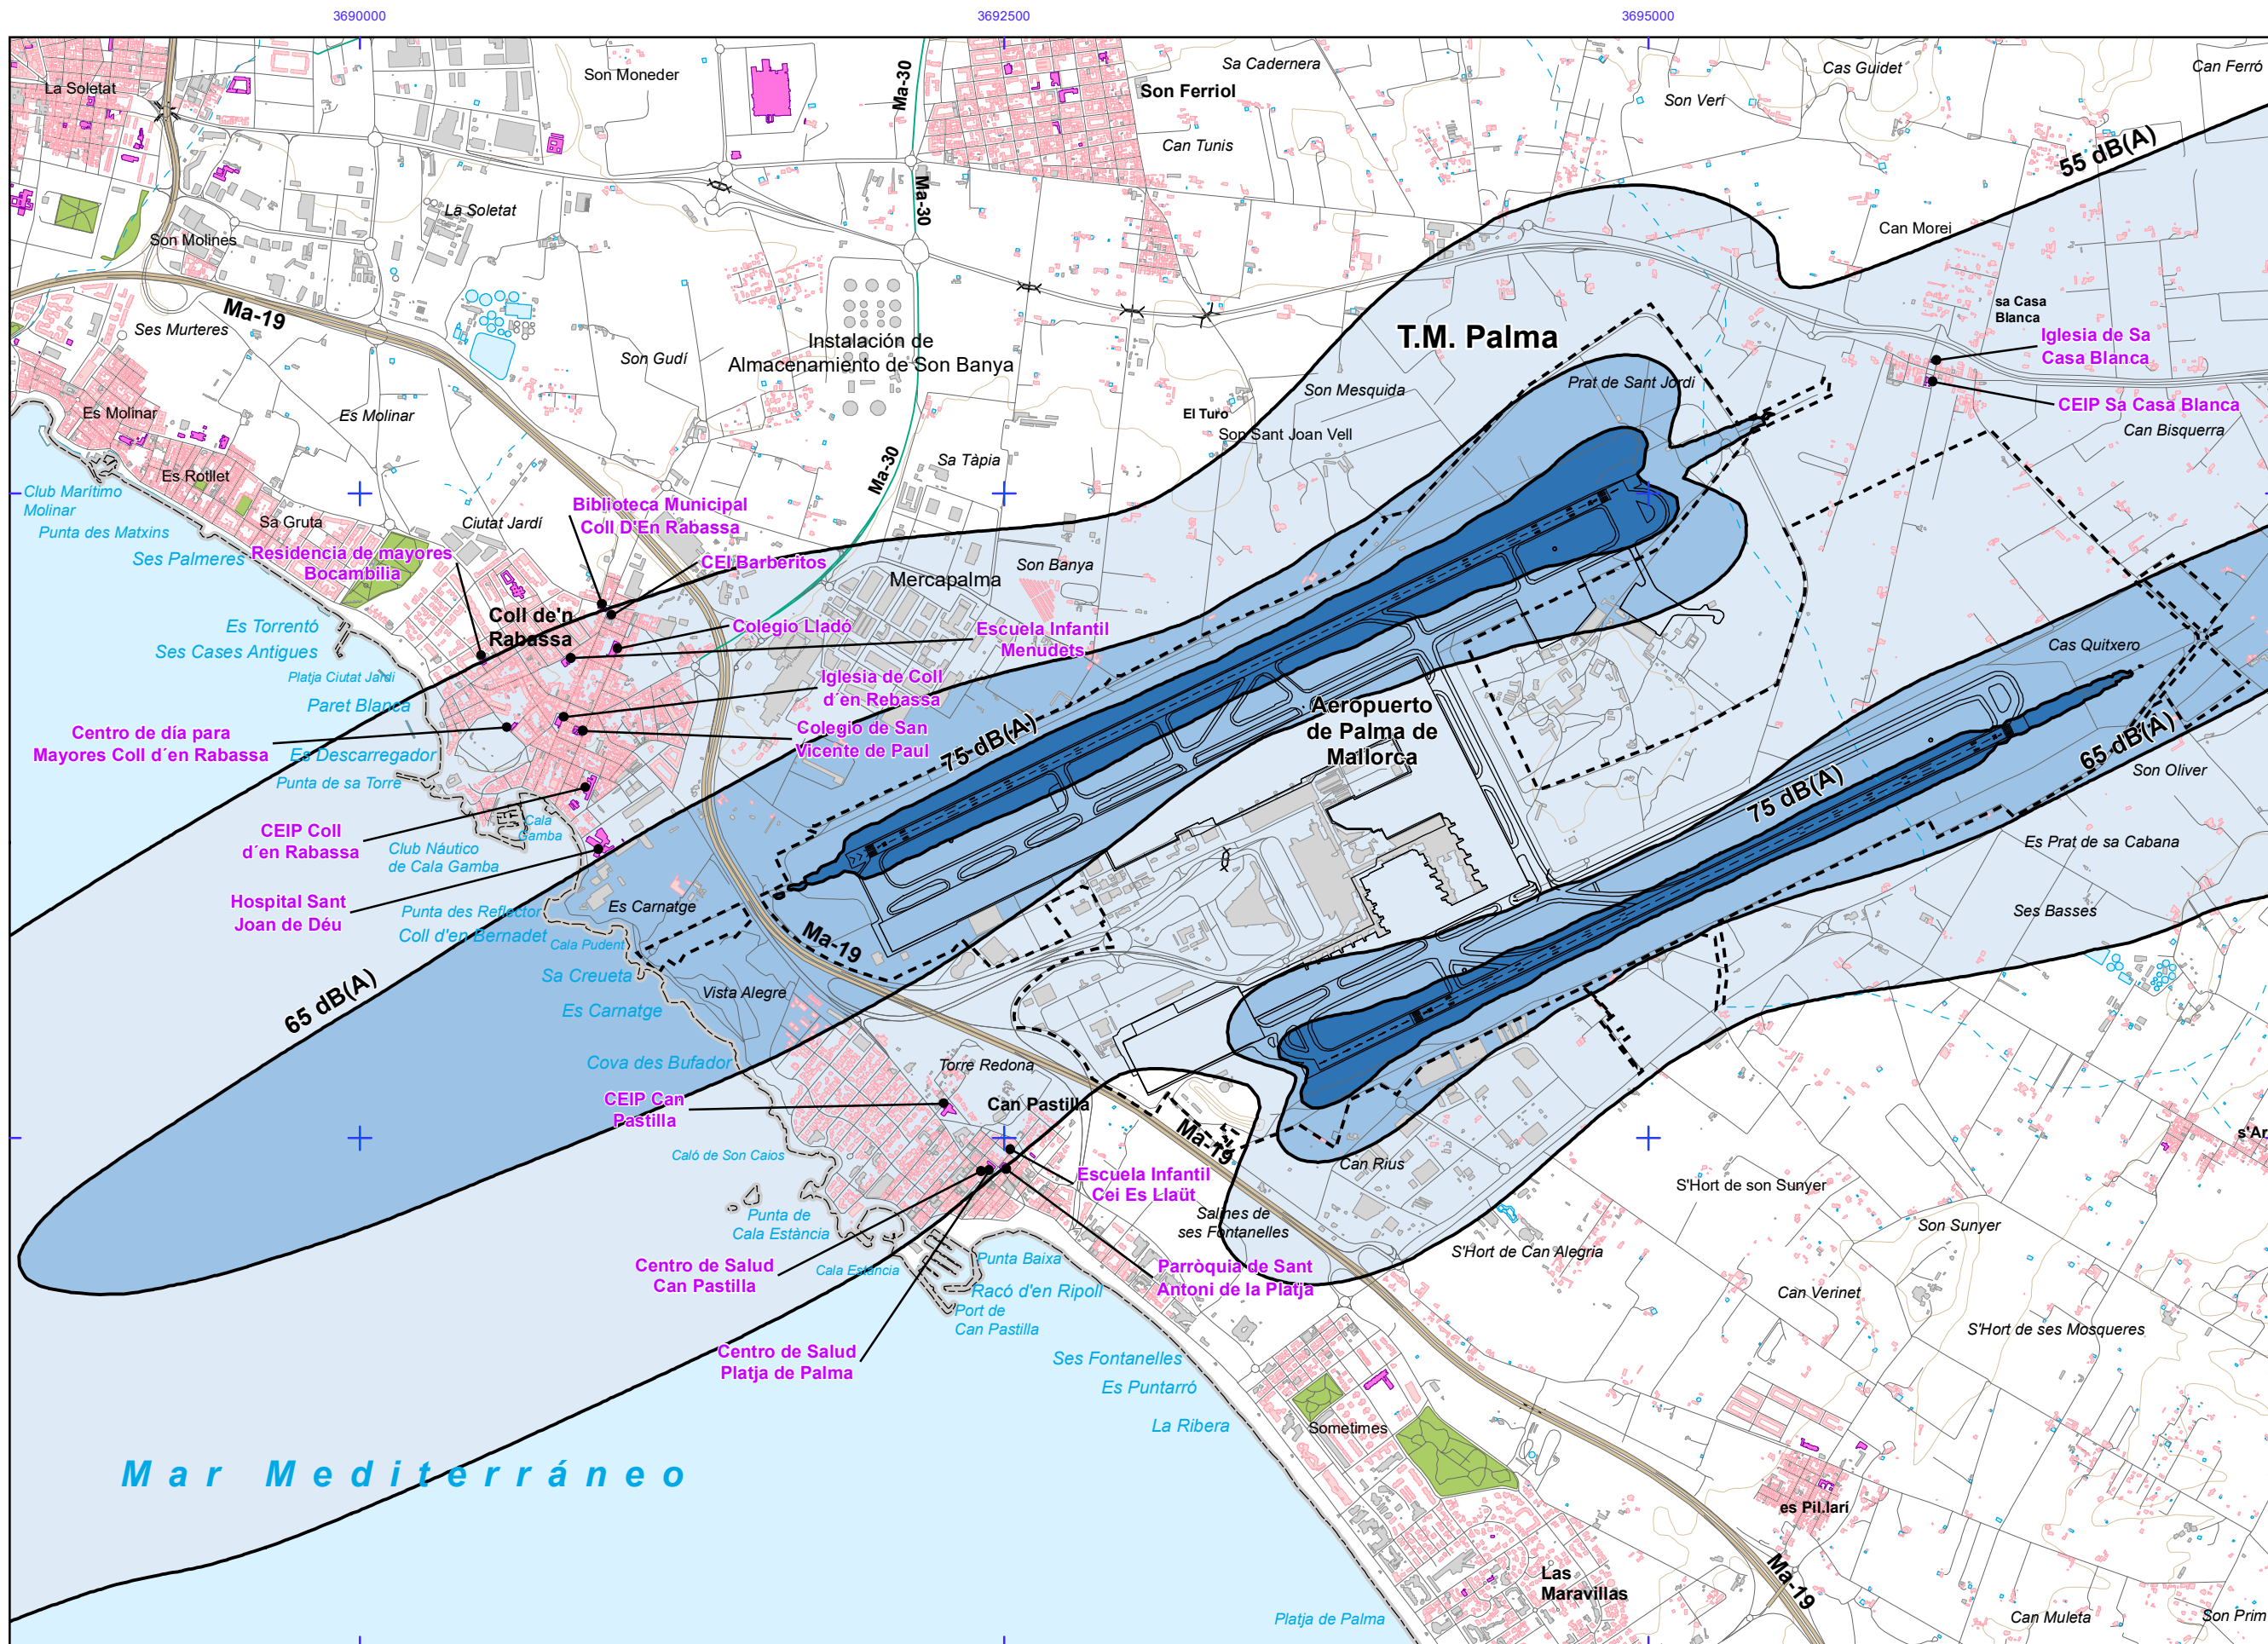 3690000
3692500
3695000
La Soletat
Son Moneder
Ma-30
Son Ferriol
Sa Cadernera
Son Verí
Cas Guidet
Can Ferró
Can Tunis
55 dB(A)
Ma-30
La Soletat
Son Molines
Can Morei
Ma-19
Ses Murteres
Son Gudí
Instalación de
Almacenamiento de Son Banya
T.M. Palma
sa Casa
Blanca
Iglesia de Sa
Casa Blanca
CEIP Sa Casa Blanca
Can Bisquerra
Prat de Sant Jordi
Son Mesquida
El Turo
Son Sant Joan Vell
Es Molinar
Es Molinar
Sa Tàpia
Ma-30
Es Rotllet
Club Marítimo
Molinar
Punta des Matxins
Sa Gruta
Ciutat Jardí
Ses Palmeres
Biblioteca Municipal
Coll D'En Rabassa
Residencia de mayores
Bocambilia
CEI Barberitos
Mercapalma
Son Banya
Coll de'n
Rabassa
Colegio Lladó
Escuela Infantil
Menudets
Es Torrentó
Ses Cases Antigues
Platja Ciutat Jardi
Paret Blanca
Iglesia de Coll
d´en Rebassa
Colegio de San
Vicente de Paul
Centro de día para
Mayores Coll d´en Rabassa
Es Descarregador
Punta de sa Torre
75 dB(A)
Aeropuerto
de Palma de
Mallorca
Cas Quitxero
65 dB(A)
Son Oliver
75 dB(A)
Cala
Gamba
CEIP Coll
d´en Rabassa
Club Náutico
de Cala Gamba
Es Prat de sa Cabana
Hospital Sant
Joan de Déu
Punta des Reflector
Coll d'en Bernadet
Es Carnatge
Cala Pudent
Ma-19
Ses Basses
Sa Creueta
65 dB(A)
Vista Alegre
Es Carnatge
Cova des Bufador
Torre Redona
CEIP Can
Pastilla
Can Pastilla
Ma-19
Caló de Son Caios
Can Rius
Escuela Infantil
Cei Es Llaüt
S'Hort de son Sunyer
s'Ar
Punta de
Cala Estància
Salines de
ses Fontanelles
Son Sunyer
S'Hort de Can Alegria
Centro de Salud
Can Pastilla
Cala Estància
Punta Baixa
Parròquia de Sant
Antoni de la Platja
Racó d'en Ripoll
Port de
Can Pastilla
Can Verinet
S'Hort de ses Mosqueres
Centro de Salud
Platja de Palma
Ses Fontanelles
Es Puntarró
La Ribera
Sometimes
Mar Mediterráneo
es Pil.larí
Las
Maravillas
Ma-19
Platja de Palma
Can Muleta
Son Prim